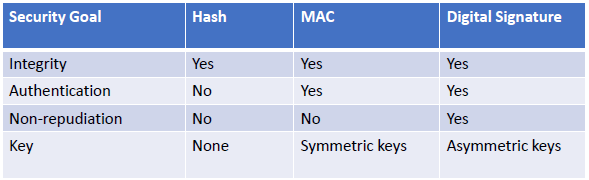 Security Goal Hash MAC Digital Signature
Integrity Yes Yes Yes
Authentication No Yes Yes
Non-repudiation No No Yes
Key None Symmetric keys Asymmetric keys